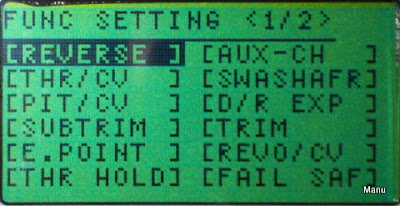 FUNC SETTING <1/2>
[REVERSE ] [AUX-CH ]
[THR/CV ] [SWASHAFR]
[PIT/CV ] [D/R EXP ]
[SUBTRIM ] [TRIM ]
[E.POINT ] [REVO/CV ]
[THR HOLD] [FAIL SAF]
Manu